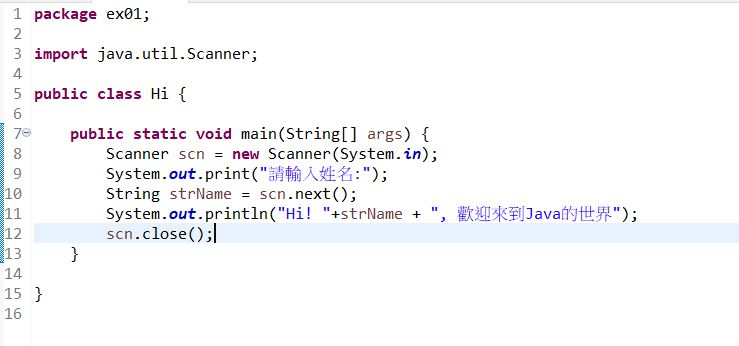 1 package ex01;
2
3 import java.util.Scanner;
4
5 public class Hi {
6
7 public static void main(String[] args) {
8 Scanner scn = new Scanner(System.in);
9 System.out.print("請輸入姓名:");
10 String strName = scn.next();
11 System.out.println("Hi! "+strName + ", 歡迎來到Java的世界");
12 scn.close();
13 }
14
15 }
16